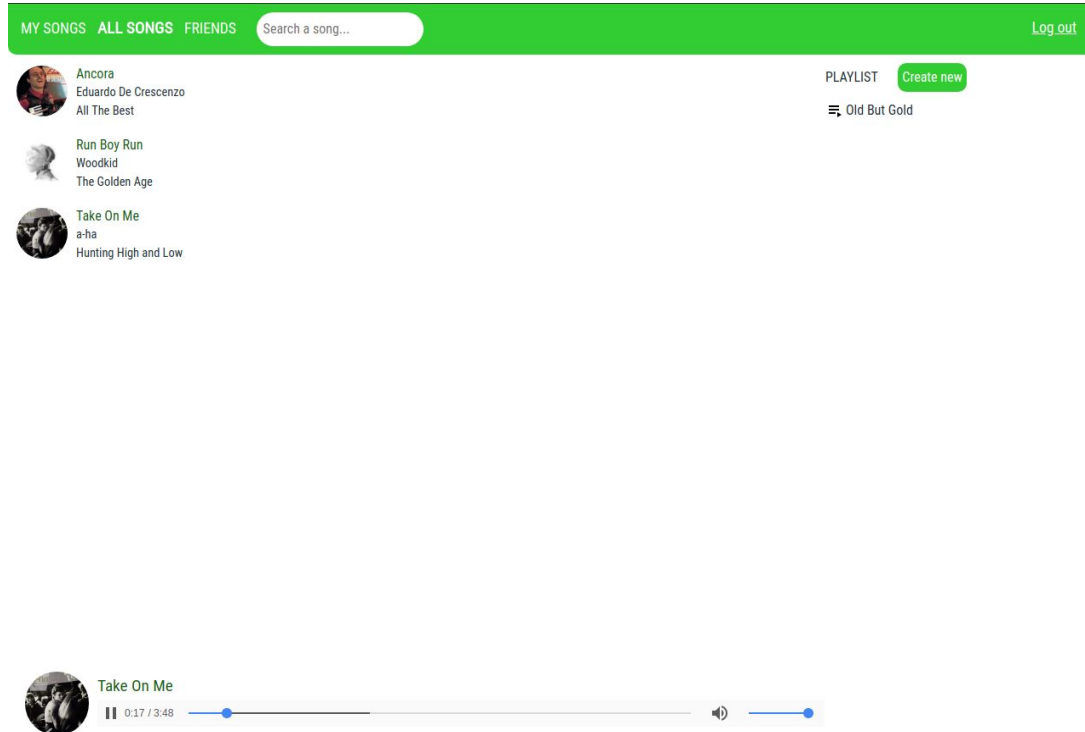 MY SONGS ALL SONGS FRIENDS Search a song... Log out
Ancora
Eduardo De Crescenzo
All The Best
Run Boy Run
Woodkid
The Golden Age
Take On Me
a-ha
Hunting High and Low
PLAYLIST Create new
Old But Gold
Take On Me
0:17 / 3:48